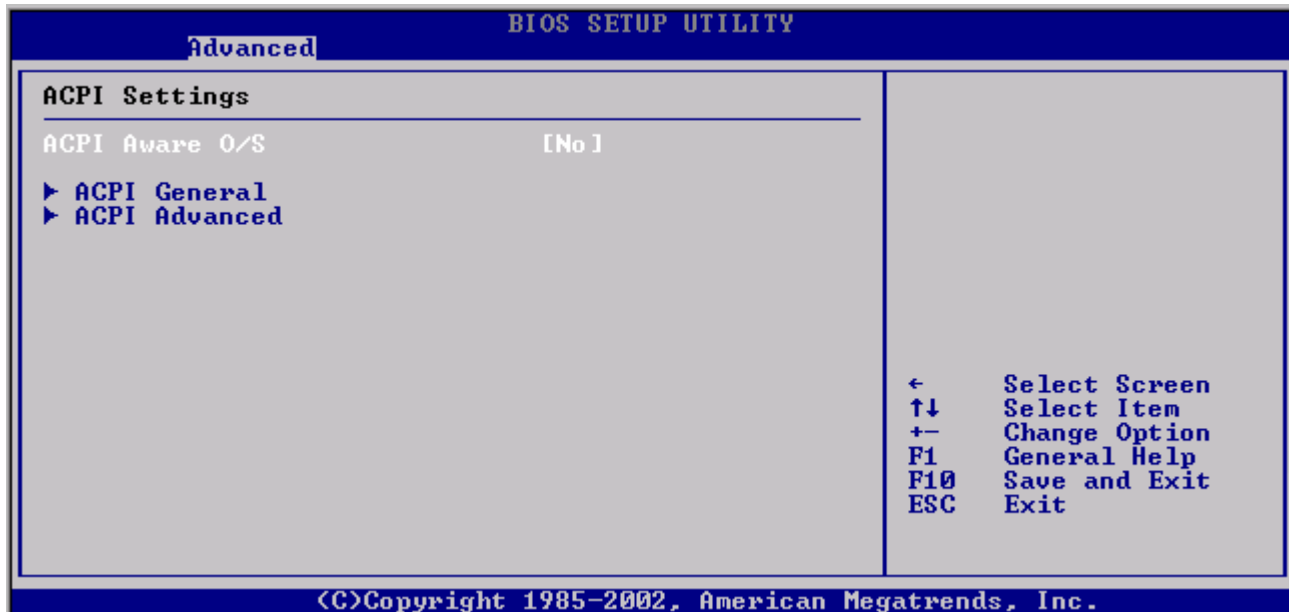 BIOS SETUP UTILITY
Advanced
ACPI Settings
ACPI Aware O/S [No]
▶ ACPI General
▶ ACPI Advanced
← Select Screen
↑↓ Select Item
+- Change Option
F1 General Help
F10 Save and Exit
ESC Exit
(C)Copyright 1985-2002, American Megatrends, Inc.